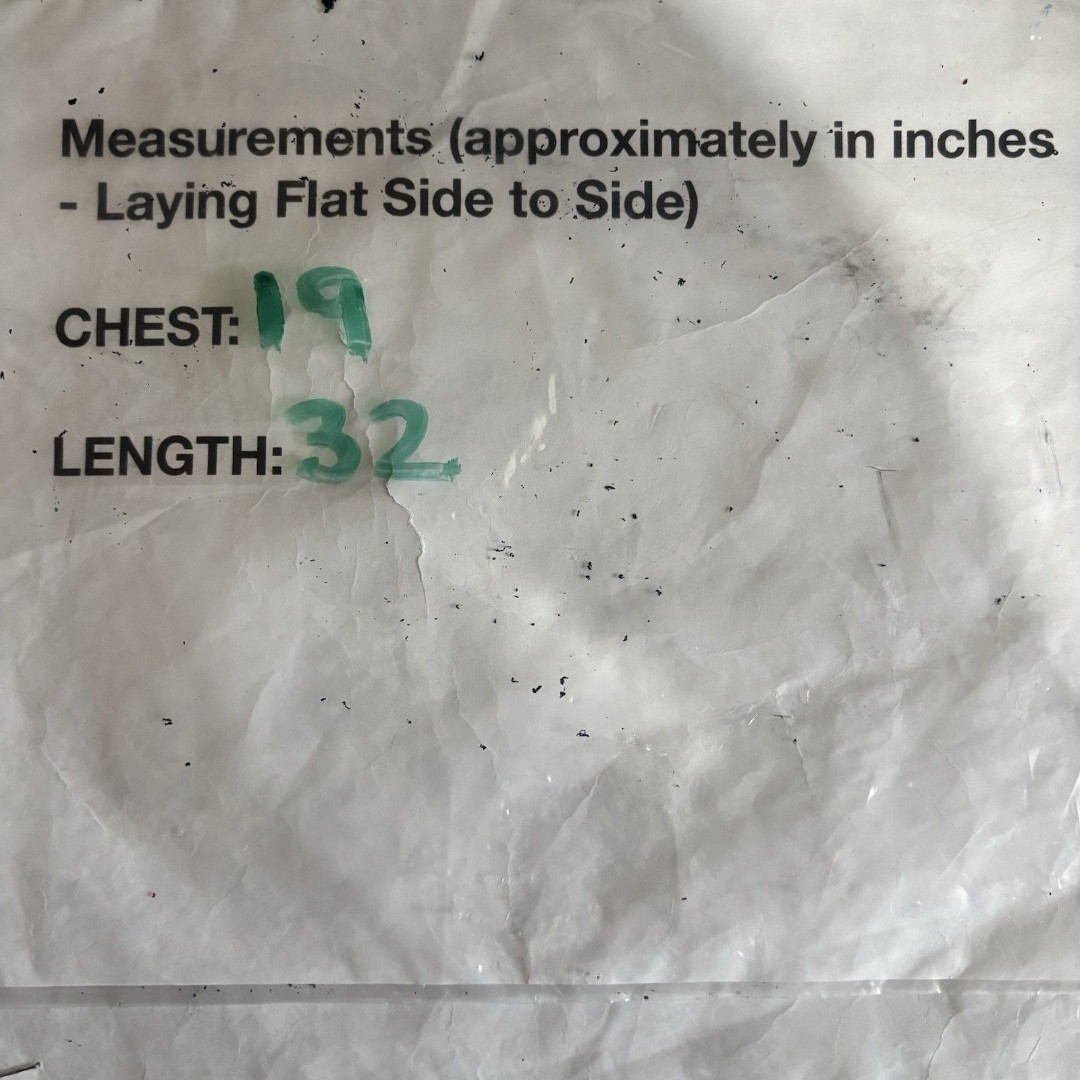 Measurements (approximately in inches
- Laying Flat Side to Side)
CHEST: 19
LENGTH: 32